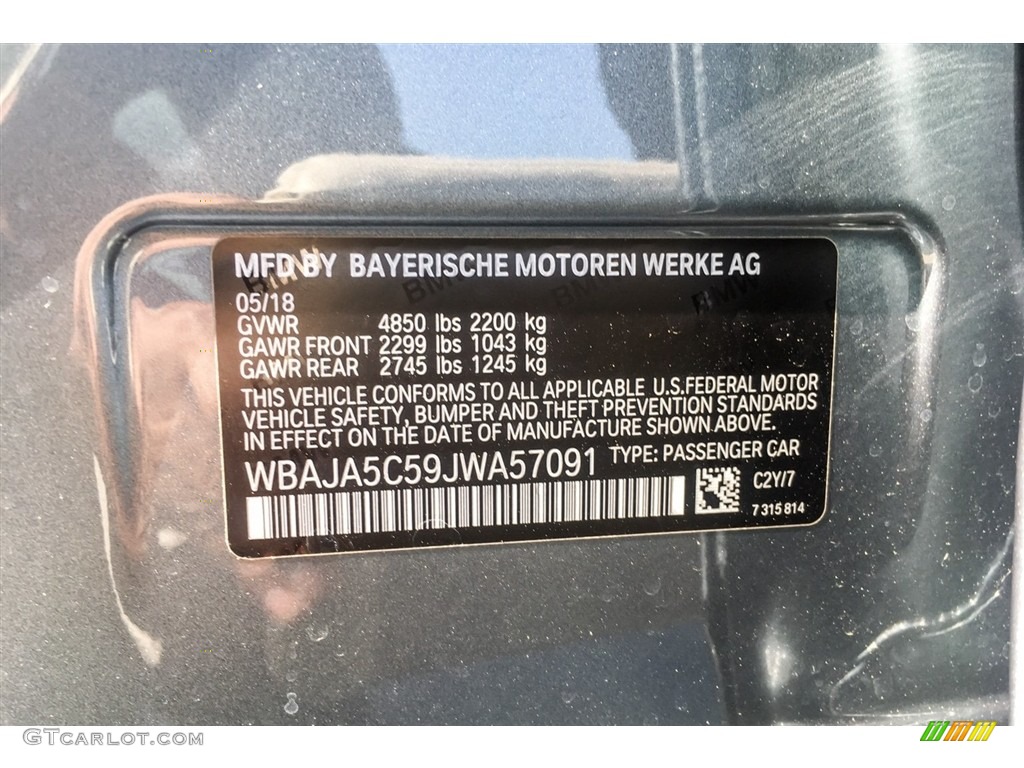 MFD BY BAYERISCHE MOTOREN WERKE AG
05/18
GVWR 4850 lbs 2200 kg
GAWR FRONT 2299 lbs 1043 kg
GAWR REAR 2745 lbs 1245 kg
THIS VEHICLE CONFORMS TO ALL APPLICABLE U.S.FEDERAL MOTOR
VEHICLE SAFETY, BUMPER AND THEFT PREVENTION STANDARDS
IN EFFECT ON THE DATE OF MANUFACTURE SHOWN ABOVE.
WBAJA5C59JWA57091 TYPE: PASSENGER CAR
C2Y/7
7 315 814
GTCARLOT.COM